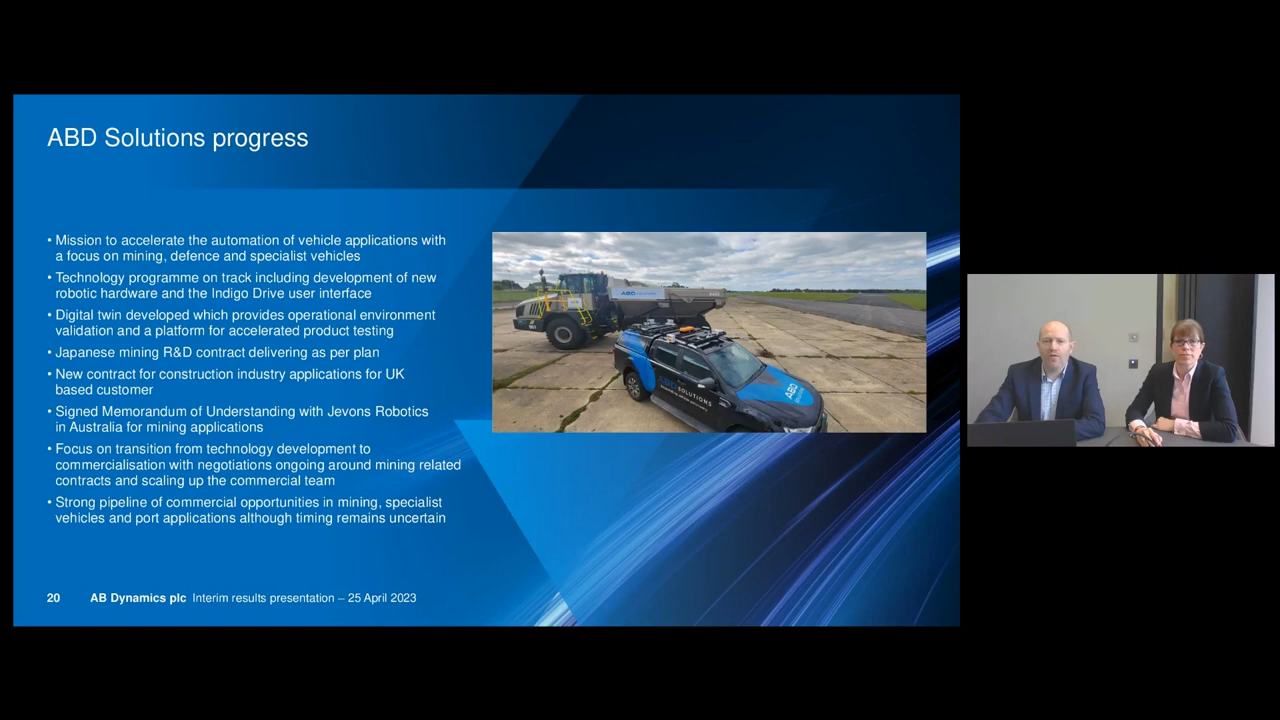 ABD Solutions progress
• Mission to accelerate the automation of vehicle applications with
a focus on mining, defence and specialist vehicles
• Technology programme on track including development of new
robotic hardware and the Indigo Drive user interface
• Digital twin developed which provides operational environment
validation and a platform for accelerated product testing
• Japanese mining R&D contract delivering as per plan
• New contract for construction industry applications for UK
based customer
• Signed Memorandum of Understanding with Jevons Robotics
in Australia for mining applications
• Focus on transition from technology development to
commercialisation with negotiations ongoing around mining related
contracts and scaling up the commercial team
• Strong pipeline of commercial opportunities in mining, specialist
vehicles and port applications although timing remains uncertain
ABD
ABD SOLUTIONS
ABD
20 AB Dynamics plc Interim results presentation – 25 April 2023